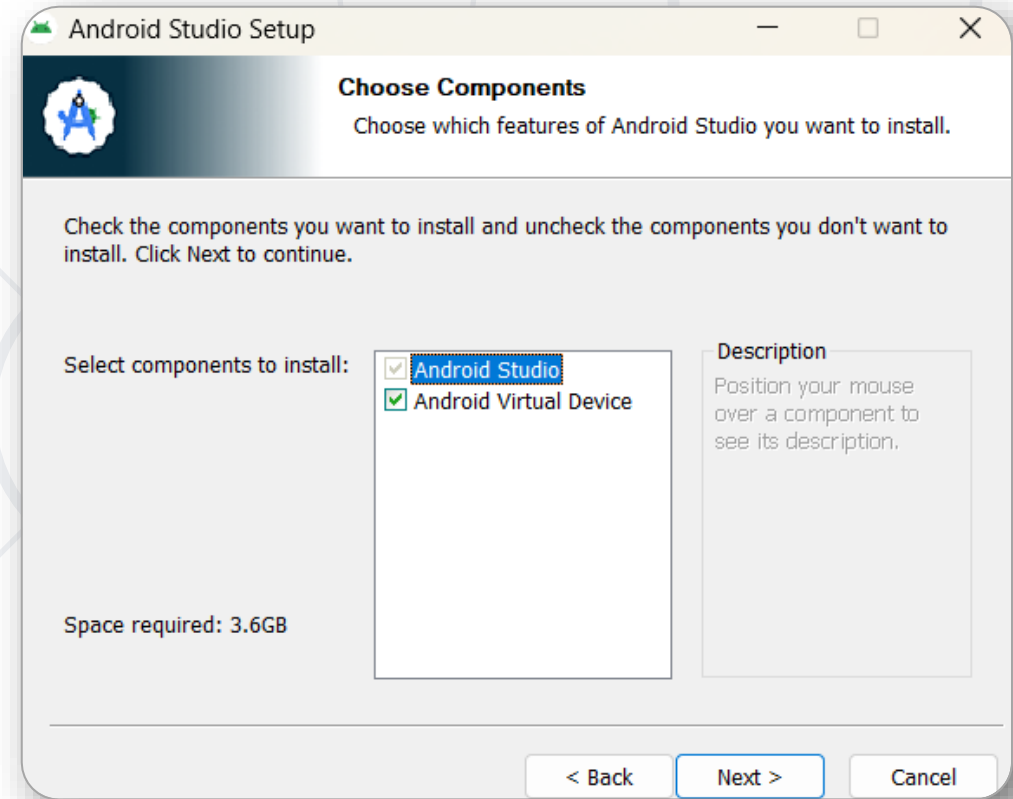 Android Studio Setup
Choose Components
Choose which features of Android Studio you want to install.
Check the components you want to install and uncheck the components you don't want to
install. Click Next to continue.
Select components to install:
Android Studio
Android Virtual Device
Description
Position your mouse
over a component to
see its description.
Space required: 3.6GB
< Back
Next >
Cancel